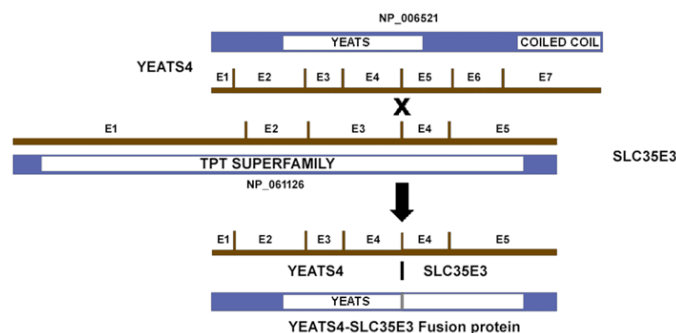 NP_006521
YEATS COILED COIL
YEATS4
E1 E2 E3 E4 E5 E6 E7
X
E1 E2 E3 E4 E5
TPT SUPERFAMILY
SLC35E3
NP_061126
E1 E2 E3 E4 E4 E5
YEATS4 SLC35E3
YEATS
YEATS4-SLC35E3 Fusion protein